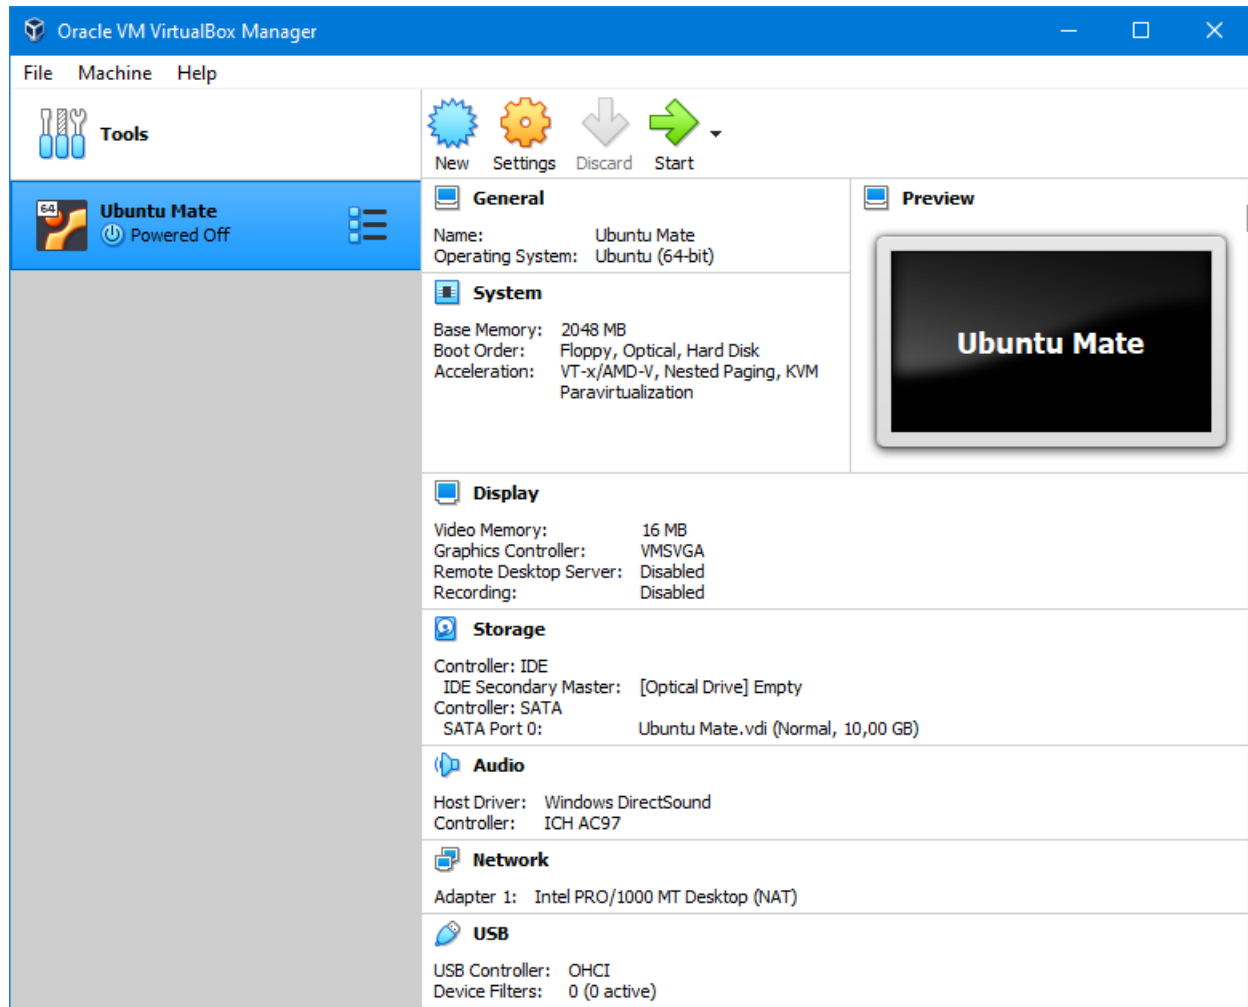 Oracle VM VirtualBox Manager
File Machine Help
Tools
New Settings Discard Start
64
Ubuntu Mate
Powered Off
General
Name: Ubuntu Mate
Operating System: Ubuntu (64-bit)
Preview
Ubuntu Mate
System
Base Memory: 2048 MB
Boot Order: Floppy, Optical, Hard Disk
Acceleration: VT-x/AMD-V, Nested Paging, KVM
Paravirtualization
Display
Video Memory: 16 MB
Graphics Controller: VMSVGA
Remote Desktop Server: Disabled
Recording: Disabled
Storage
Controller: IDE
IDE Secondary Master: [Optical Drive] Empty
Controller: SATA
SATA Port 0: Ubuntu Mate.vdi (Normal, 10,00 GB)
Audio
Host Driver: Windows DirectSound
Controller: ICH AC97
Network
Adapter 1: Intel PRO/1000 MT Desktop (NAT)
USB
USB Controller: OHCI
Device Filters: 0 (0 active)